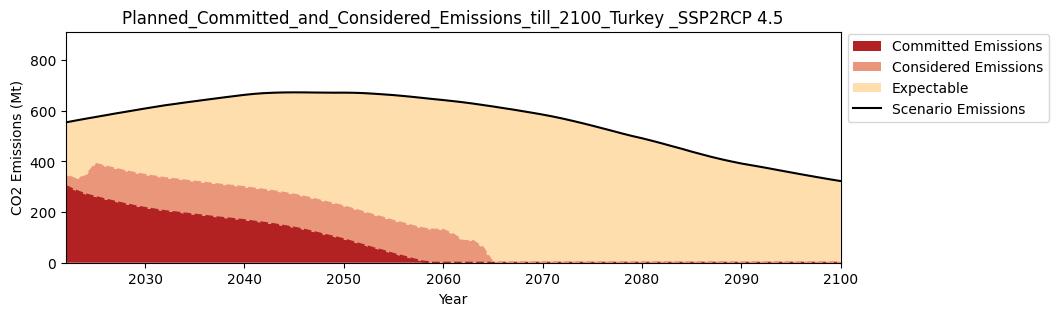 Planned_Committed_and_Considered_Emissions_till_2100_Turkey _SSP2RCP 4.5
CO2 Emissions (Mt)
800
600
400
200
0
2030 2040 2050 2060 2070 2080 2090 2100
Year
Committed Emissions
Considered Emissions
Expectable
Scenario Emissions